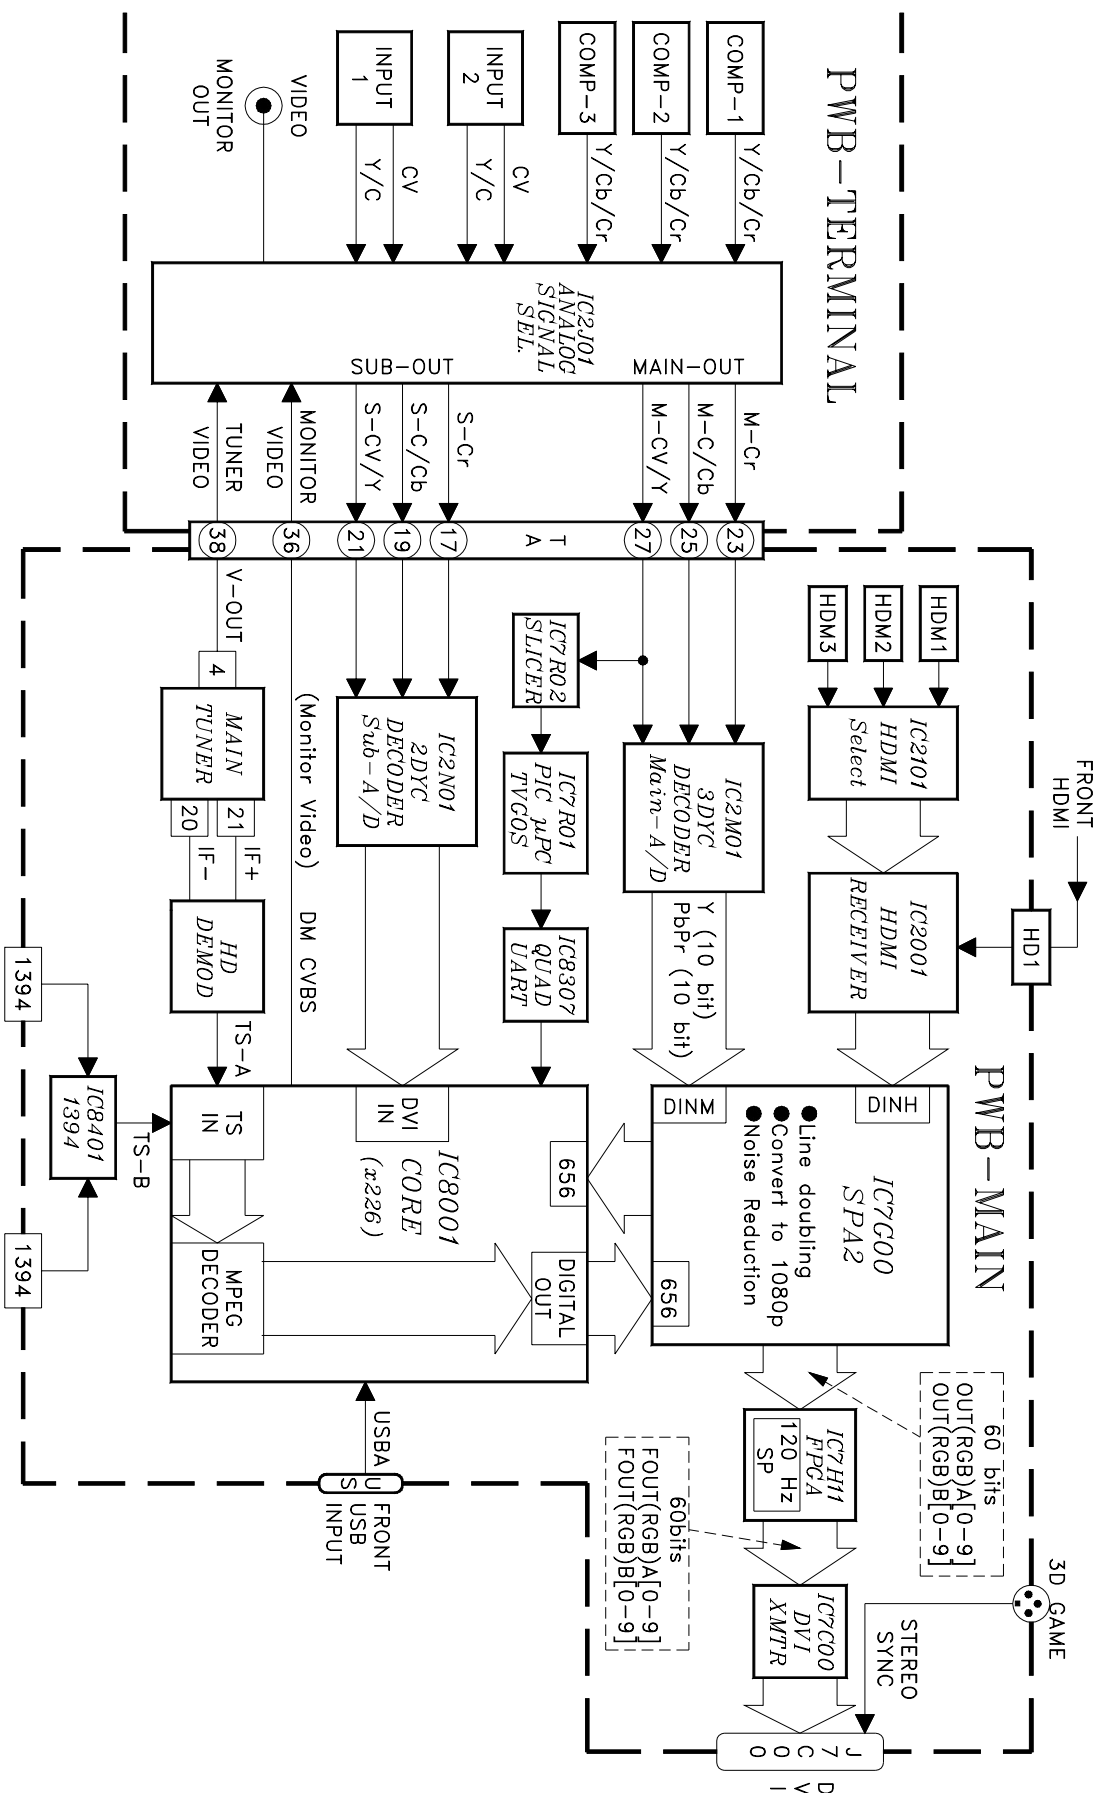 PWB-TERMINAL
COMP-1
Y/Cb/Cr
COMP-2
Y/Cb/Cr
COMP-3
Y/Cb/Cr
INPUT
2
CV
Y/C
INPUT
1
CV
Y/C
VIDEO
MONITOR
OUT
IC2J01
ANALOG
SIGNAL
SEL.
MAIN-OUT
SUB-OUT
M-Cr
M-C/Cb
M-CV/Y
S-Cr
S-C/Cb
S-CV/Y
MONITOR
VIDEO
TUNER
VIDEO
23
25
27
TA
17
19
21
36
38
PWB-MAIN
FRONT
HDMI
HD1
HDM1
HDM2
HDM3
IC2101
HDMI
Select
IC2001
HDMI
RECEIVER
IC2M01
3DYC
DECODER
Main-A/D
Y (10 bit)
PbPr (10 bit)
IC7R02
SLICER
IC7R01
PIC µPC
TVGOS
IC8307
QUAD
UART
IC2N01
2DYC
DECODER
Sub-A/D
(Monitor Video)
DM CVBS
V-OUT
4
MAIN
TUNER
21
IF+
20
IF-
HD
DEMOD
TS-A
1394
IC8401
1394
TS-B
1394
DINH
DINM
IC7G00
SPA2
●Line doubling
●Convert to 1080p
●Noise Reduction
656
656
DVI
IN
IC8001
CORE
(x226)
TS
IN
MPEG
DECODER
DIGITAL
OUT
USBA
US
FRONT
USB
INPUT
60 bits
OUT(RGB)A[0-9]
OUT(RGB)B[0-9]
IC7H11
FPGA
120 Hz
SP
60bits
FOUT(RGB)A[0-9]
FOUT(RGB)B[0-9]
IC7C00
DVI
XMTR
3D GAME
STEREO
SYNC
J7C00
DVI